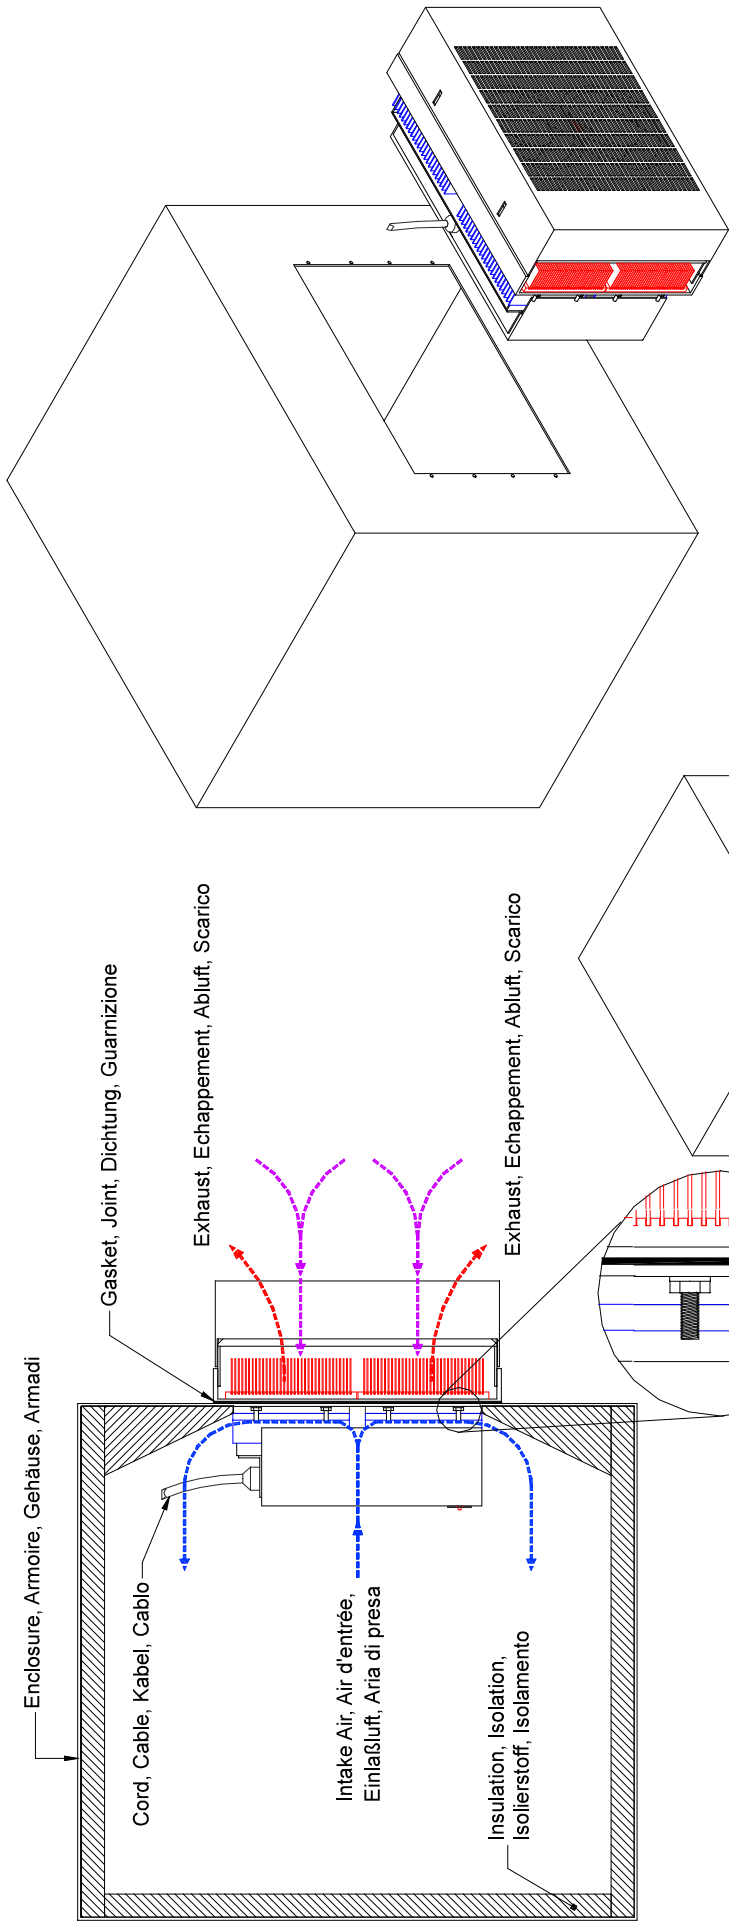 Enclosure, Armoire, Gehäuse, Armadi
Gasket, Joint, Dichtung, Guarnizione
Cord, Cable, Kabel, Cablo
Exhaust, Echappement, Abluft, Scarico
Intake Air, Air d'entrée,
Einlaßluft, Aria di presa
Insulation, Isolation,
Isolierstoff, Isolamento
Exhaust, Echappement, Abluft, Scarico